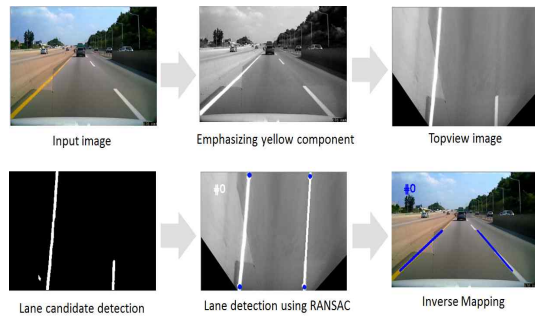 Input image
Emphasizing yellow component
Topview image
Lane candidate detection
Lane detection using RANSAC
Inverse Mapping